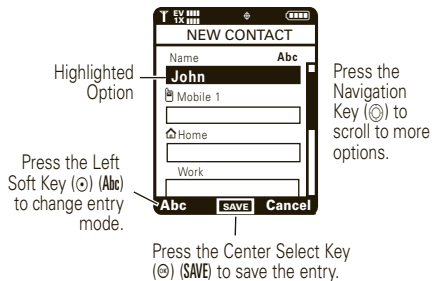 EV
1X
NEW CONTACT
Name Abc
John
Mobile 1
Home
Work
Abc SAVE Cancel
Highlighted
Option
Press the Left
Soft Key (⊙) (Abc)
to change entry
mode.
Press the
Navigation
Key (◎) to
scroll to more
options.
Press the Center Select Key
(OK) (SAVE) to save the entry.